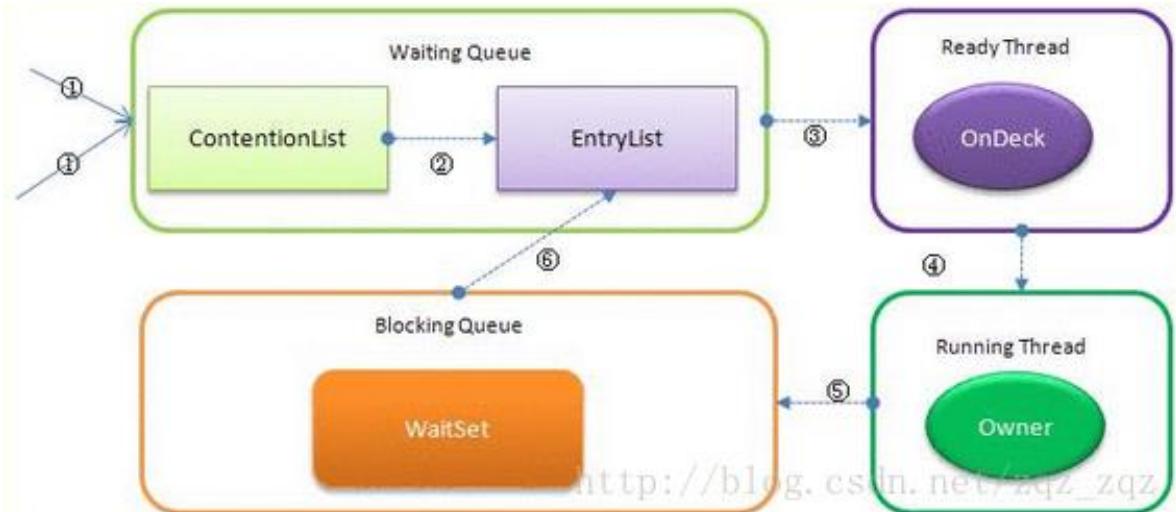 Waiting Queue
Ready Thread
①
①
ContentionList
②
EntryList
③
OnDeck
⑥
④
Blocking Queue
Running Thread
WaitSet
⑤
Owner
http://blog.csdn.net/zqz_zqz